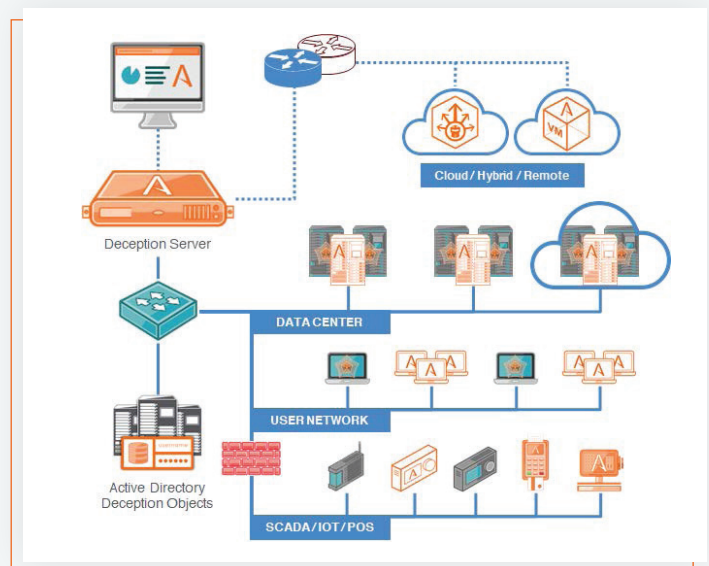 A
VM
A
Cloud / Hybrid / Remote
A
Deception Server
A
A
A
DATA CENTER
A
A
A
A
A
A
USER NETWORK
A
A
A
Active Directory
Deception Objects
SCADA / IOT / POS